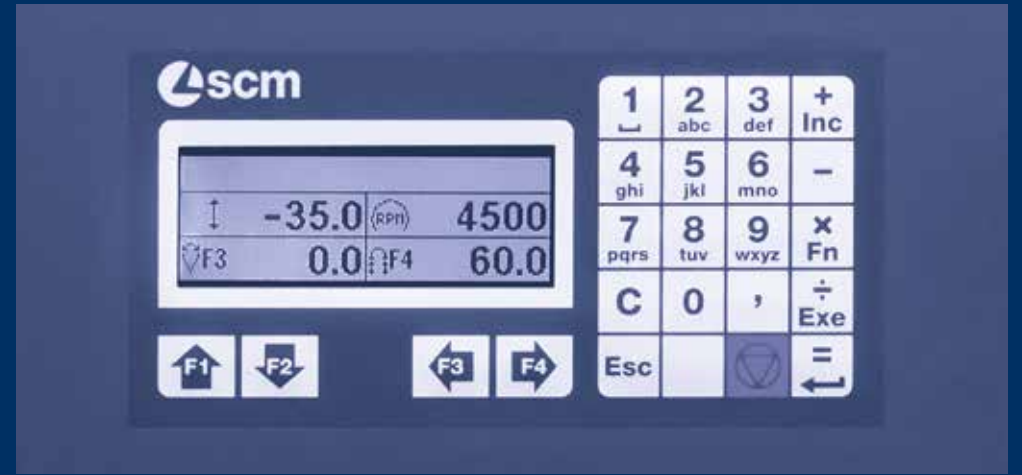 scm
-35.0 (RPM) 4500
F3 0.0 F4 60.0
F1 F2 F3 F4
1 2 abc 3 def + Inc
4 ghi 5 jkl 6 mno -
7 pqrs 8 tuv 9 wxyz × Fn
C 0 , ÷ Exe
Esc =